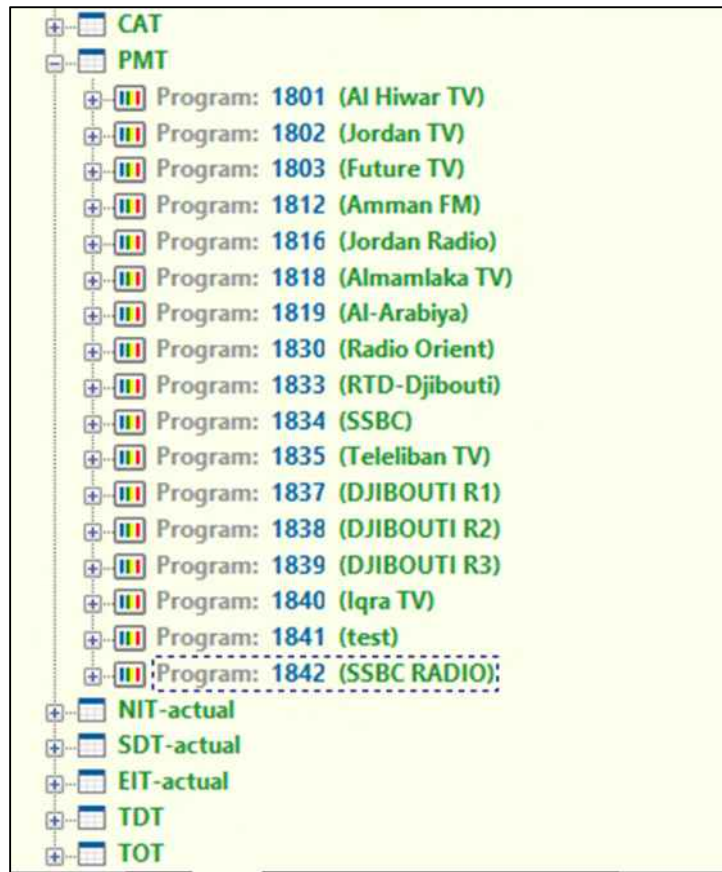 CAT
PMT
Program: 1801 (Al Hiwar TV)
Program: 1802 (Jordan TV)
Program: 1803 (Future TV)
Program: 1812 (Amman FM)
Program: 1816 (Jordan Radio)
Program: 1818 (Almamlaka TV)
Program: 1819 (Al-Arabiya)
Program: 1830 (Radio Orient)
Program: 1833 (RTD-Djibouti)
Program: 1834 (SSBC)
Program: 1835 (Teleliban TV)
Program: 1837 (DJIBOUTI R1)
Program: 1838 (DJIBOUTI R2)
Program: 1839 (DJIBOUTI R3)
Program: 1840 (Iqra TV)
Program: 1841 (test)
Program: 1842 (SSBC RADIO)
NIT-actual
SDT-actual
EIT-actual
TDT
TOT